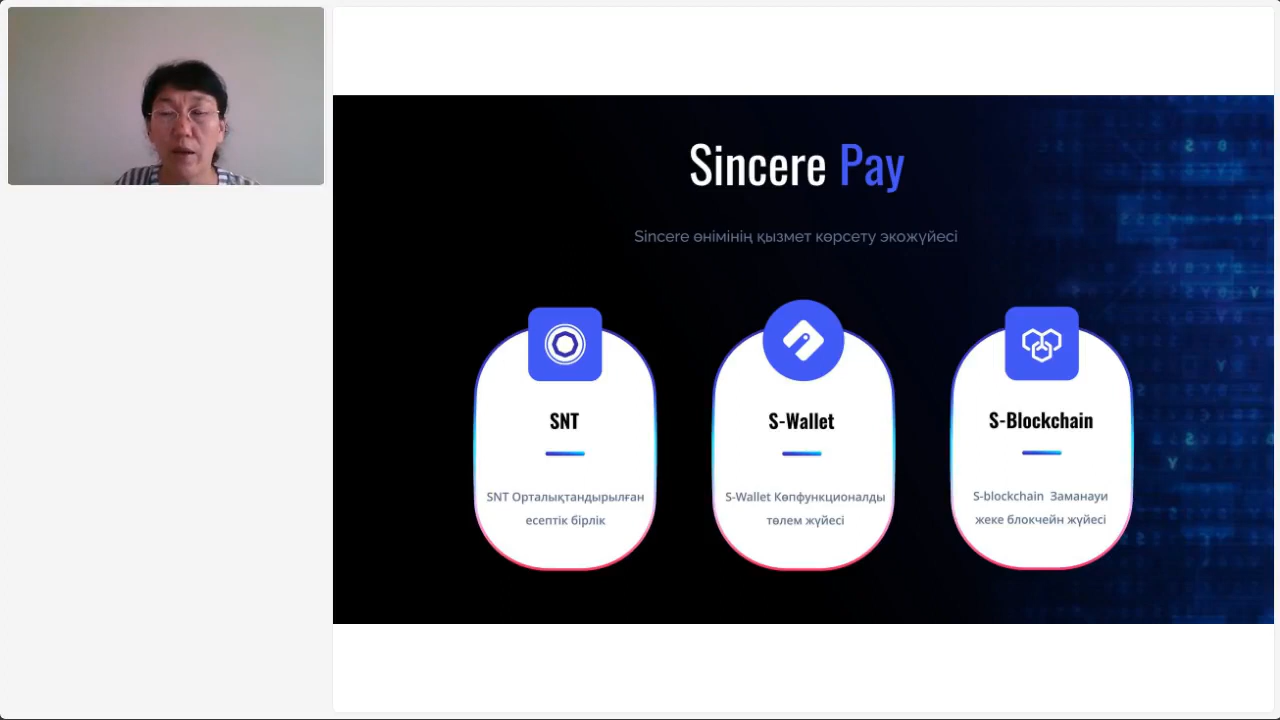 Sincere Pay
Sincere өнімінің қызмет көрсету экожүйесі
SNT
SNT Орталықтандырылған
есептік бірлік
S-Wallet
S-Wallet Көпфункционалды
төлем жүйесі
S-Blockchain
S-blockchain Заманауи
жеке блокчейн жүйесі